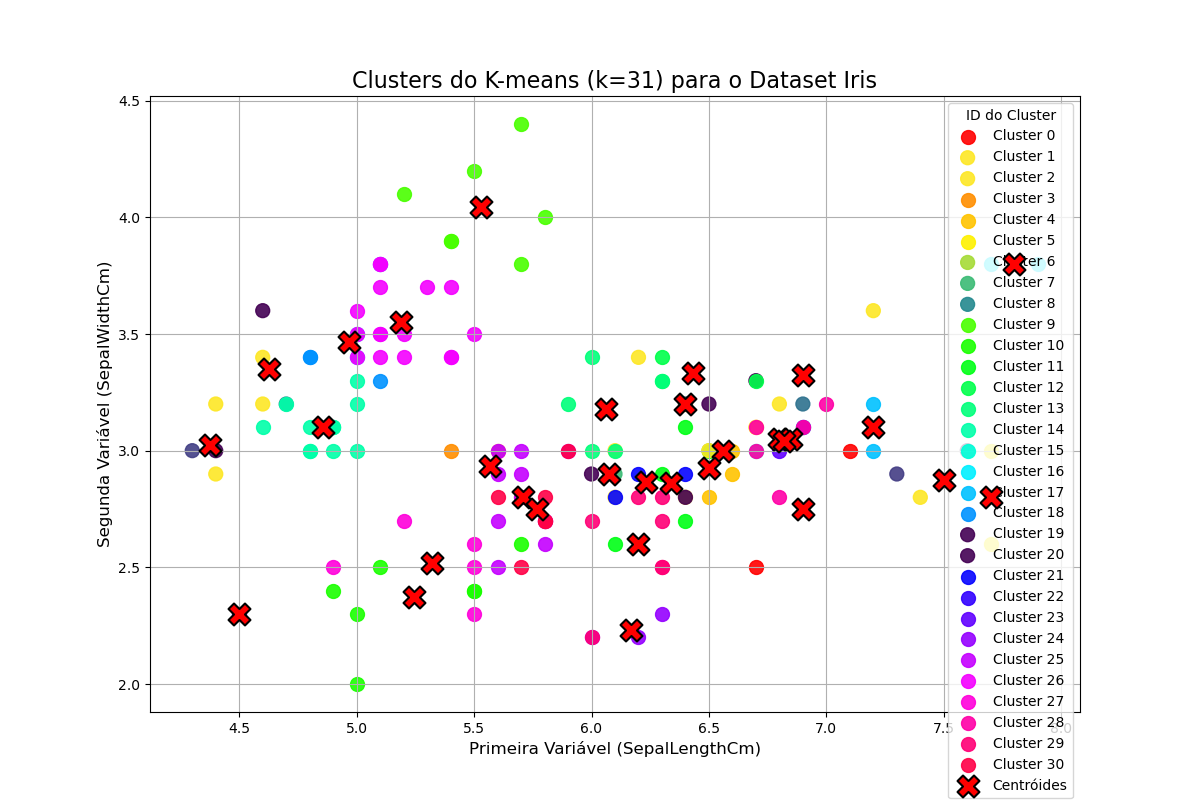 Clusters do K-means (k=31) para o Dataset Iris
Segunda Variável (SepalWidthCm)
4.5
4.0
3.5
3.0
2.5
2.0
4.5
5.0
5.5
6.0
6.5
7.0
7.5
8.0
Primeira Variável (SepalLengthCm)
ID do Cluster
Cluster 0
Cluster 1
Cluster 2
Cluster 3
Cluster 4
Cluster 5
Cluster 6
Cluster 7
Cluster 8
Cluster 9
Cluster 10
Cluster 11
Cluster 12
Cluster 13
Cluster 14
Cluster 15
Cluster 16
Cluster 17
Cluster 18
Cluster 19
Cluster 20
Cluster 21
Cluster 22
Cluster 23
Cluster 24
Cluster 25
Cluster 26
Cluster 27
Cluster 28
Cluster 29
Cluster 30
Centróides